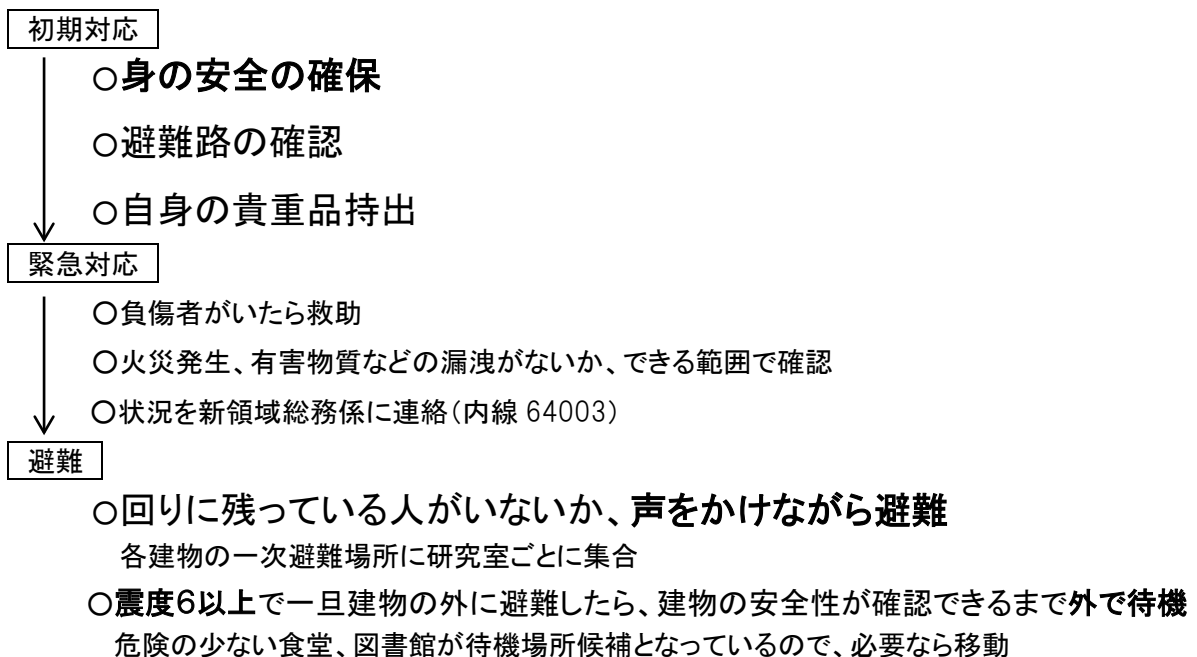 初期対応
○身の安全の確保
○避難路の確認
○自身の貴重品持出
緊急対応
○負傷者がいたら救助
○火災発生、有害物質などの漏洩がないか、できる範囲で確認
○状況を新領域総務係に連絡(内線 64003)
避難
○回りに残っている人がいないか、声をかけながら避難
各建物の一次避難場所に研究室ごとに集合
○震度6以上で一旦建物の外に避難したら、建物の安全性が確認できるまで外で待機
危険の少ない食堂、図書館が待機場所候補となっているので、必要なら移動